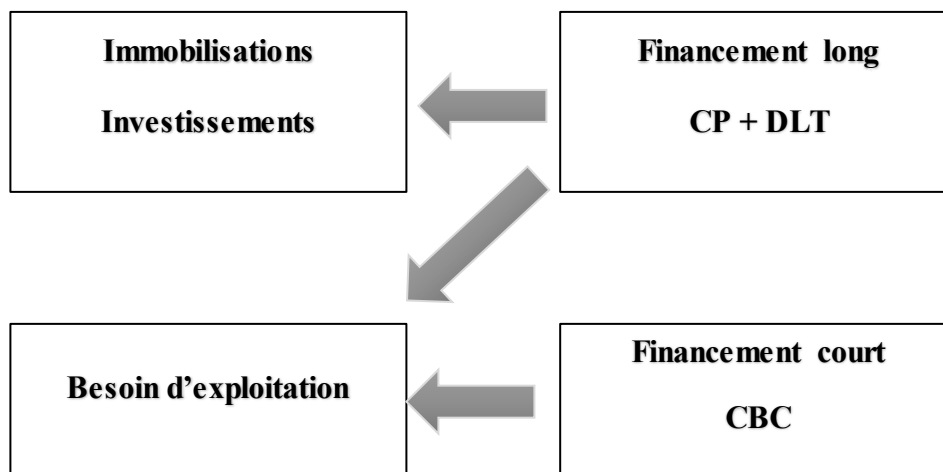 Immobilisations
Investissements
Financement long
CP + DLT
Besoin d’exploitation
Financement court
CBC